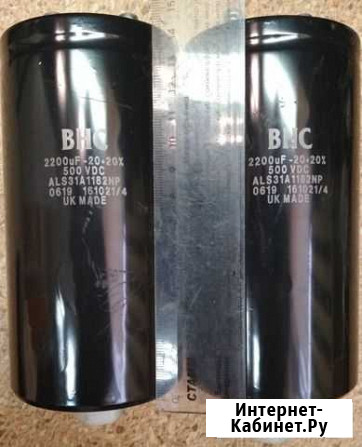 BHC
2200uF -20+20%
500 VDC
ALS31A1182NP
0619 161021/4
UK MADE
BHC
2200uF -20+20%
500 VDC
ALS31A1182NP
0619 161021/4
UK MADE
Интернет-
Кабинет.Ру